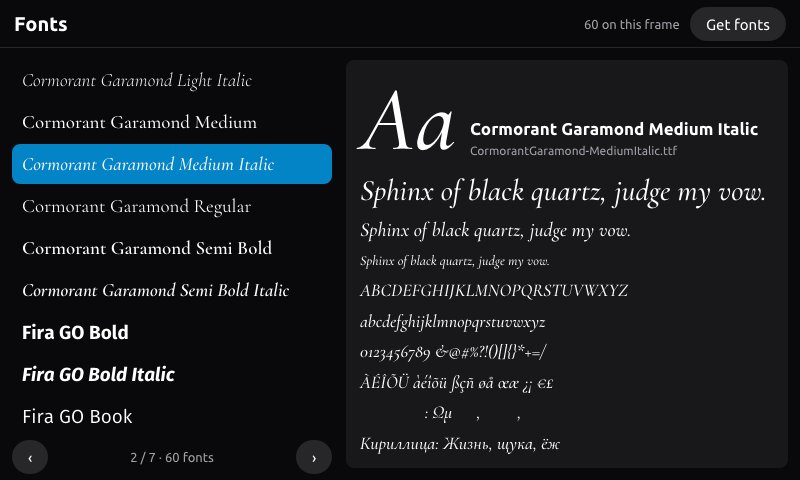 Fonts
60 on this frame
Get fonts
Cormorant Garamond Light Italic
Cormorant Garamond Medium
Cormorant Garamond Medium Italic
Cormorant Garamond Regular
Cormorant Garamond Semi Bold
Cormorant Garamond Semi Bold Italic
Fira GO Bold
Fira GO Bold Italic
Fira GO Book
‹
2 / 7 · 60 fonts
›
Aa
Cormorant Garamond Medium Italic
CormorantGaramond-MediumItalic.ttf
Sphinx of black quartz, judge my vow.
Sphinx of black quartz, judge my vow.
Sphinx of black quartz, judge my vow.
ABCDEFGHIJKLMNOPQRSTUVWXYZ
abcdefghijklmnopqrstuvwxyz
0123456789 &@#%?!()[]{}*+=/
ÀÉÎÕÜ àéîõü ßçñ øå œæ ¿¡ €£
: Ωμ , ,
Кириллица: Жизнь, щука, ёж